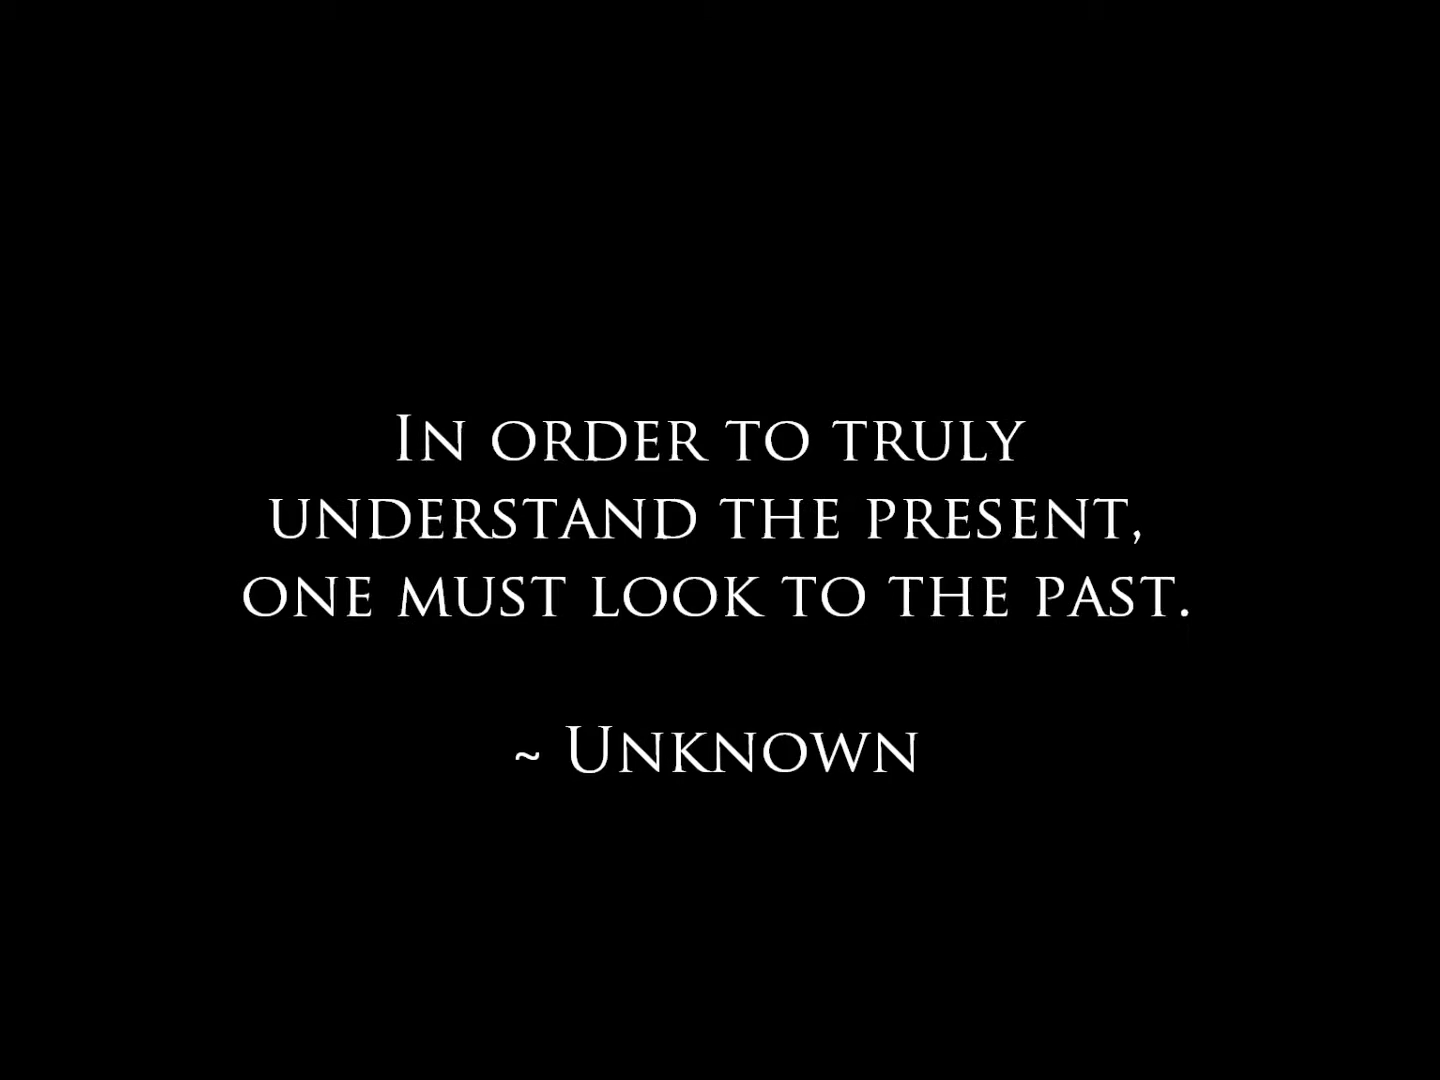 In order to truly
understand the present,
one must look to the past.
~ Unknown